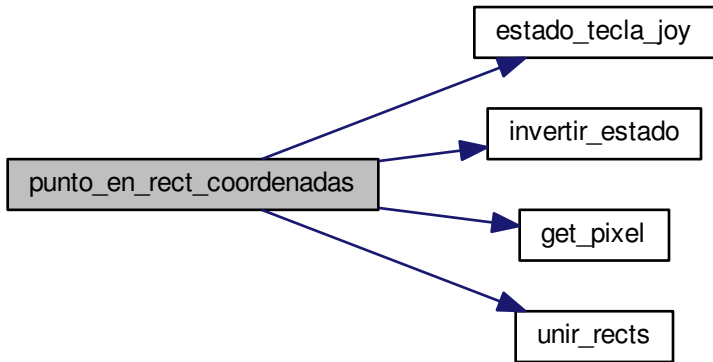 estado_tecla_joy
invertir_estado
punto_en_rect_coordenadas
get_pixel
unir_rects